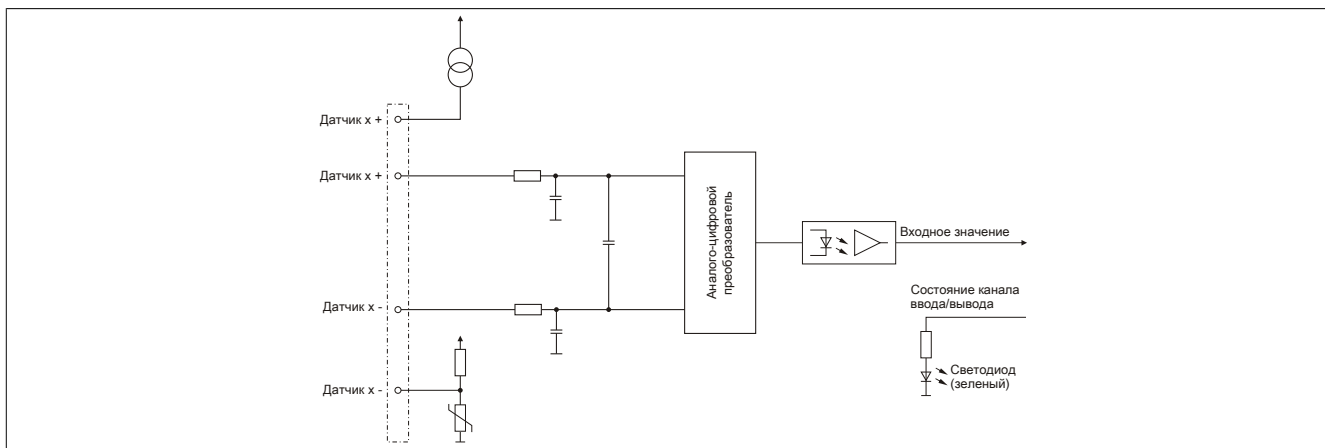 Датчик x +
Датчик x +
Аналого-цифровой
преобразователь
Входное значение
Датчик x -
Состояние канала
ввода/вывода
Светодиод
(зеленый)
Датчик x -